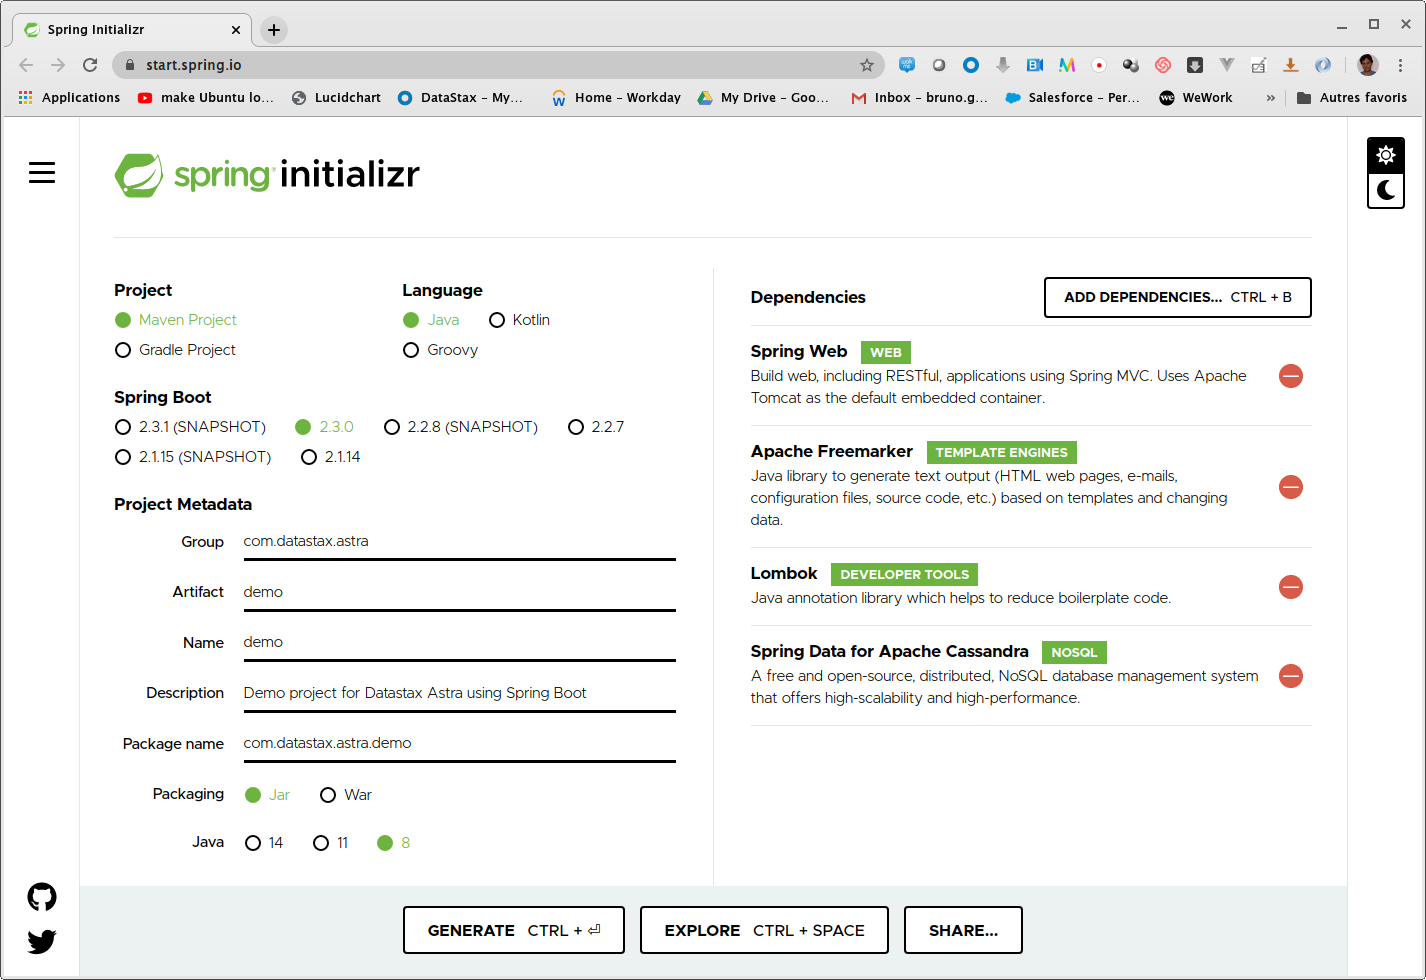 Spring Initializr
start.spring.io
Applications make Ubuntu lo... Lucidchart DataStax – My... Home – Workday My Drive – Goo... Inbox – bruno.g... Salesforce – Per... WeWork » Autres favoris
spring initializr
Project
Maven Project
Gradle Project
Language
Java Kotlin
Groovy
Spring Boot
2.3.1 (SNAPSHOT) 2.3.0 2.2.8 (SNAPSHOT) 2.2.7
2.1.15 (SNAPSHOT) 2.1.14
Project Metadata
Group com.datastax.astra
Artifact demo
Name demo
Description Demo project for Datastax Astra using Spring Boot
Package name com.datastax.astra.demo
Packaging Jar War
Java 14 11 8
Dependencies ADD DEPENDENCIES... CTRL + B
Spring Web WEB
Build web, including RESTful, applications using Spring MVC. Uses Apache
Tomcat as the default embedded container.
Apache Freemarker TEMPLATE ENGINES
Java library to generate text output (HTML web pages, e-mails,
configuration files, source code, etc.) based on templates and changing
data.
Lombok DEVELOPER TOOLS
Java annotation library which helps to reduce boilerplate code.
Spring Data for Apache Cassandra NOSQL
A free and open-source, distributed, NoSQL database management system
that offers high-scalability and high-performance.
GENERATE CTRL + ⏎ EXPLORE CTRL + SPACE SHARE...